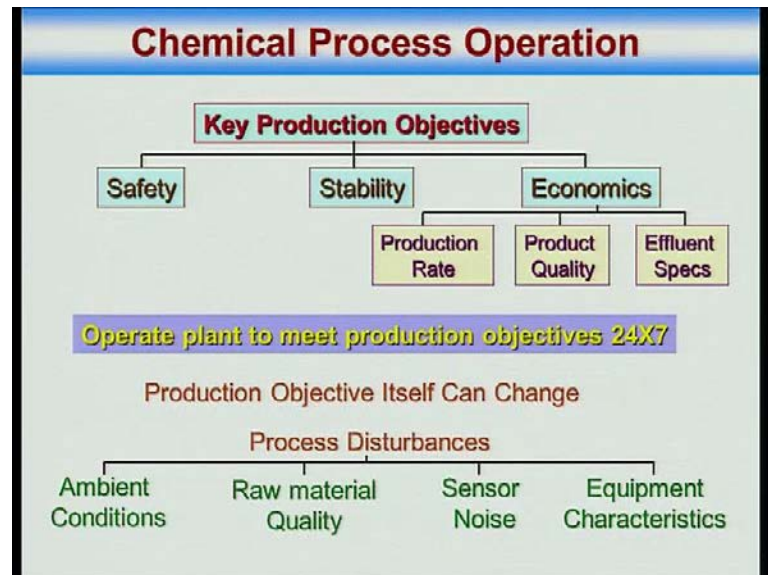 Chemical Process Operation
Key Production Objectives
Safety
Stability
Economics
Production
Rate
Product
Quality
Effluent
Specs
Operate plant to meet production objectives 24X7
Production Objective Itself Can Change
Process Disturbances
Ambient
Conditions
Raw material
Quality
Sensor
Noise
Equipment
Characteristics